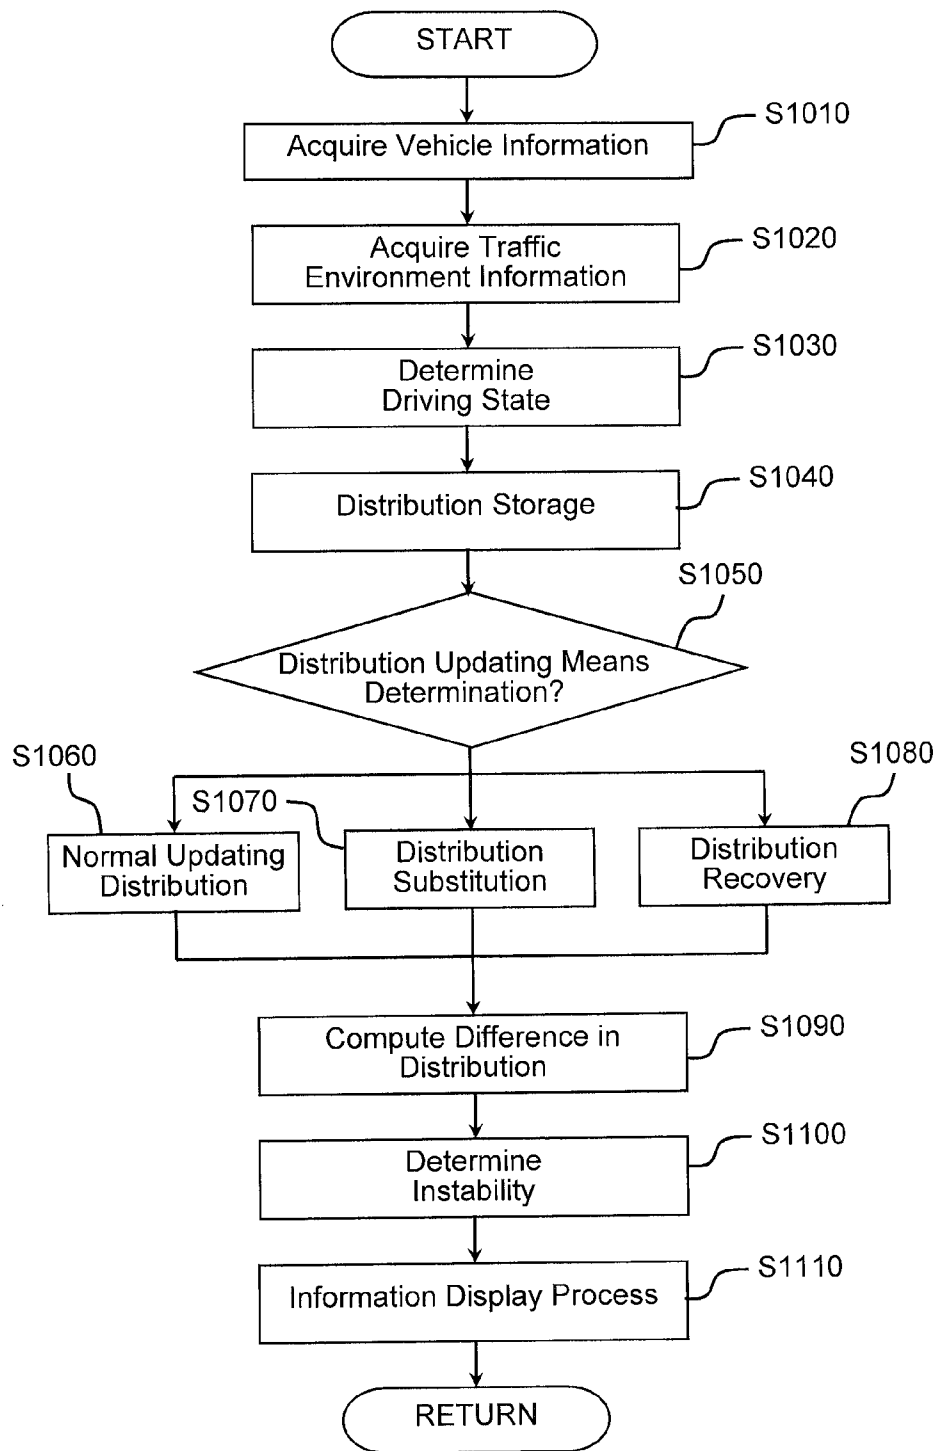 START
S1010
Acquire Vehicle Information
S1020
Acquire Traffic
Environment Information
S1030
Determine
Driving State
S1040
Distribution Storage
S1050
Distribution Updating Means
Determination?
S1060
S1070
S1080
Normal Updating
Distribution
Distribution
Substitution
Distribution
Recovery
S1090
Compute Difference in
Distribution
S1100
Determine
Instability
S1110
Information Display Process
RETURN